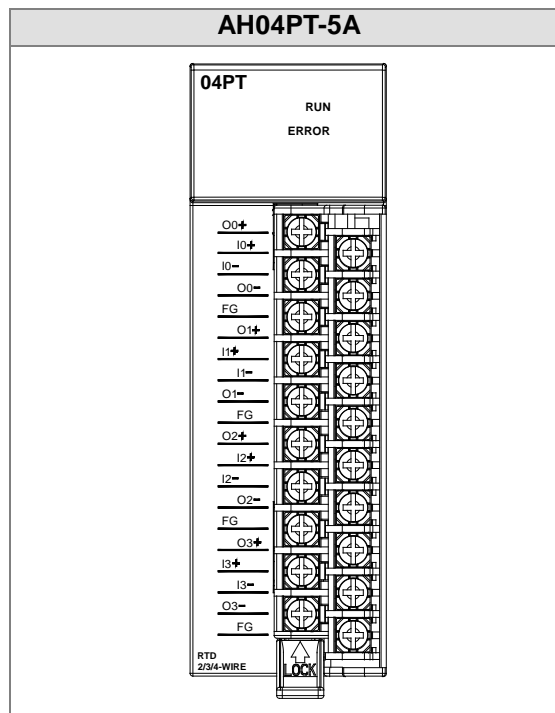 AH04PT-5A
04PT
RUN
ERROR
O0+
I0+
I0-
O0-
FG
O1+
I1+
I1-
O1-
FG
O2+
I2+
I2-
O2-
FG
O3+
I3+
I3-
O3-
FG
RTD
2/3/4-WIRE
LOCK